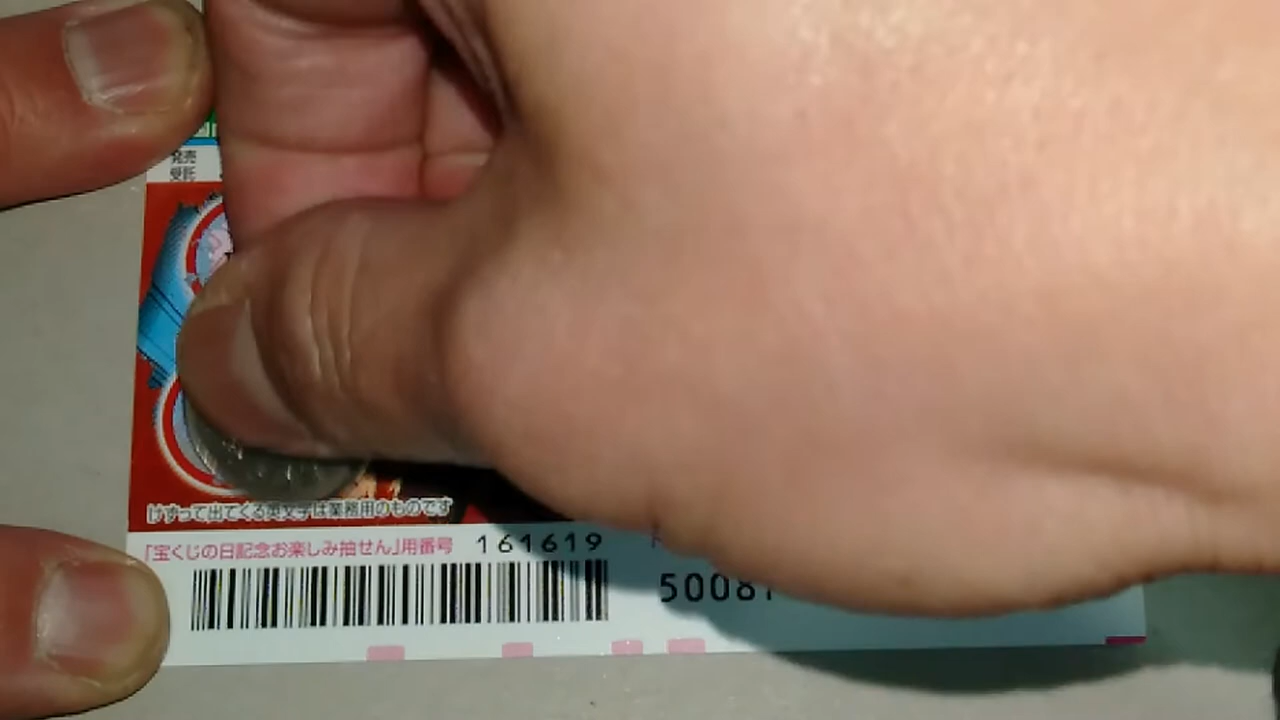 発売
受託
けずって出てくる英文字は業務用のものです
「宝くじの日記念お楽しみ抽せん」用番号 161619
5008